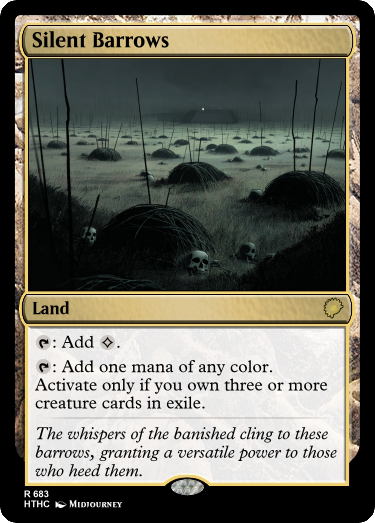 Silent Barrows
Land
: Add .
: Add one mana of any color.
Activate only if you own three or more
creature cards in exile.
The whispers of the banished cling to these
barrows, granting a versatile power to those
who heed them.
R 683
HTHC Midjourney